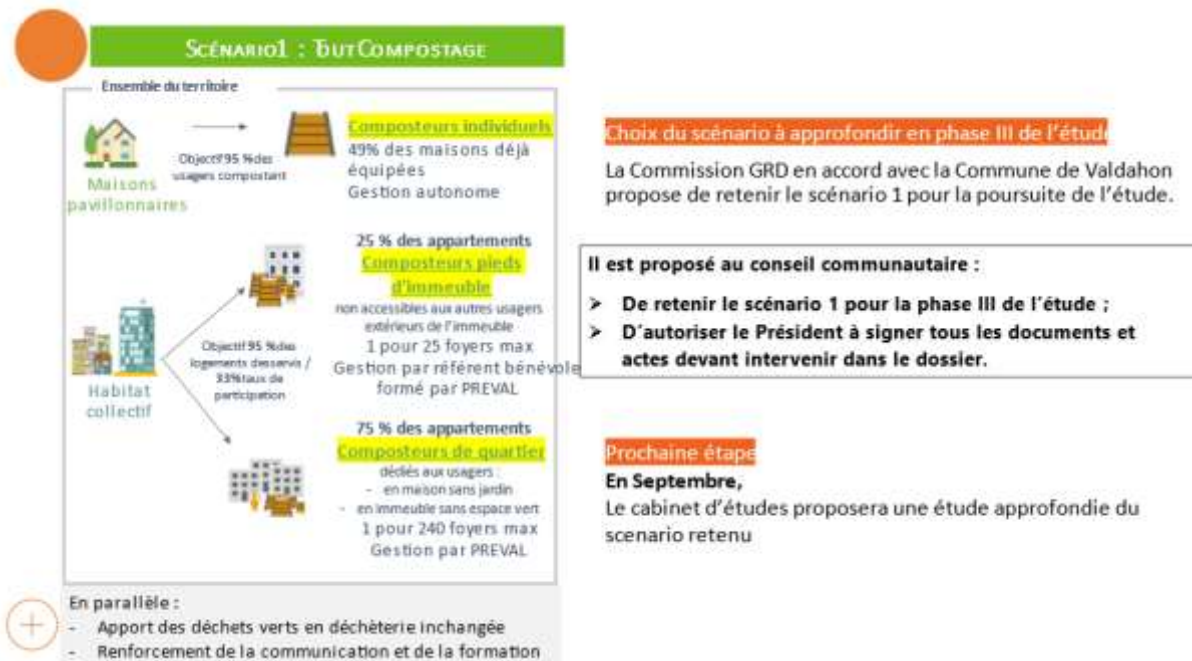 SCÉNARIO1 : TOUT COMPOSTAGE
Ensemble du territoire
Maisons
pavillonnaires
Objectif 95 % des
usagers compostant
Composteurs individuels
49% des maisons déjà
équipées
Gestion autonome
Habitat
collectif
Objectif 95 % des
logements desservis /
33% taux de
participation
25 % des appartements
Composteurs pieds
d'immeuble
non accessibles aux autres usagers
extérieurs de l'immeuble
1 pour 25 foyers max
Gestion par référent bénévole
formé par PREVAL
75 % des appartements
Composteurs de quartier
dédiés aux usagers :
- en maison sans jardin
- en immeuble sans espace vert
1 pour 240 foyers max
Gestion par PREVAL
En parallèle :
- Apport des déchets verts en déchèterie inchangée
- Renforcement de la communication et de la formation
Choix du scénario à approfondir en phase III de l'étude
La Commission GRD en accord avec la Commune de Valdahon
propose de retenir le scénario 1 pour la poursuite de l'étude.
Il est proposé au conseil communautaire :
➢ De retenir le scénario 1 pour la phase III de l'étude ;
➢ D'autoriser le Président à signer tous les documents et
actes devant intervenir dans le dossier.
Prochaine étape
En Septembre,
Le cabinet d'études proposera une étude approfondie du
scenario retenu